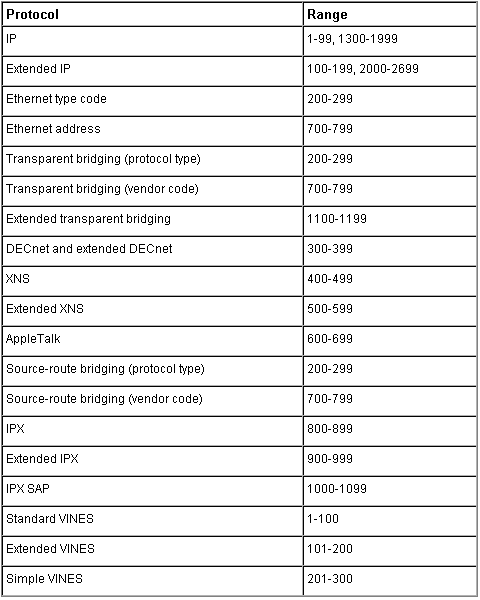 Protocol Range
IP 1-99, 1300-1999
Extended IP 100-199, 2000-2699
Ethernet type code 200-299
Ethernet address 700-799
Transparent bridging (protocol type) 200-299
Transparent bridging (vendor code) 700-799
Extended transparent bridging 1100-1199
DECnet and extended DECnet 300-399
XNS 400-499
Extended XNS 500-599
AppleTalk 600-699
Source-route bridging (protocol type) 200-299
Source-route bridging (vendor code) 700-799
IPX 800-899
Extended IPX 900-999
IPX SAP 1000-1099
Standard VINES 1-100
Extended VINES 101-200
Simple VINES 201-300